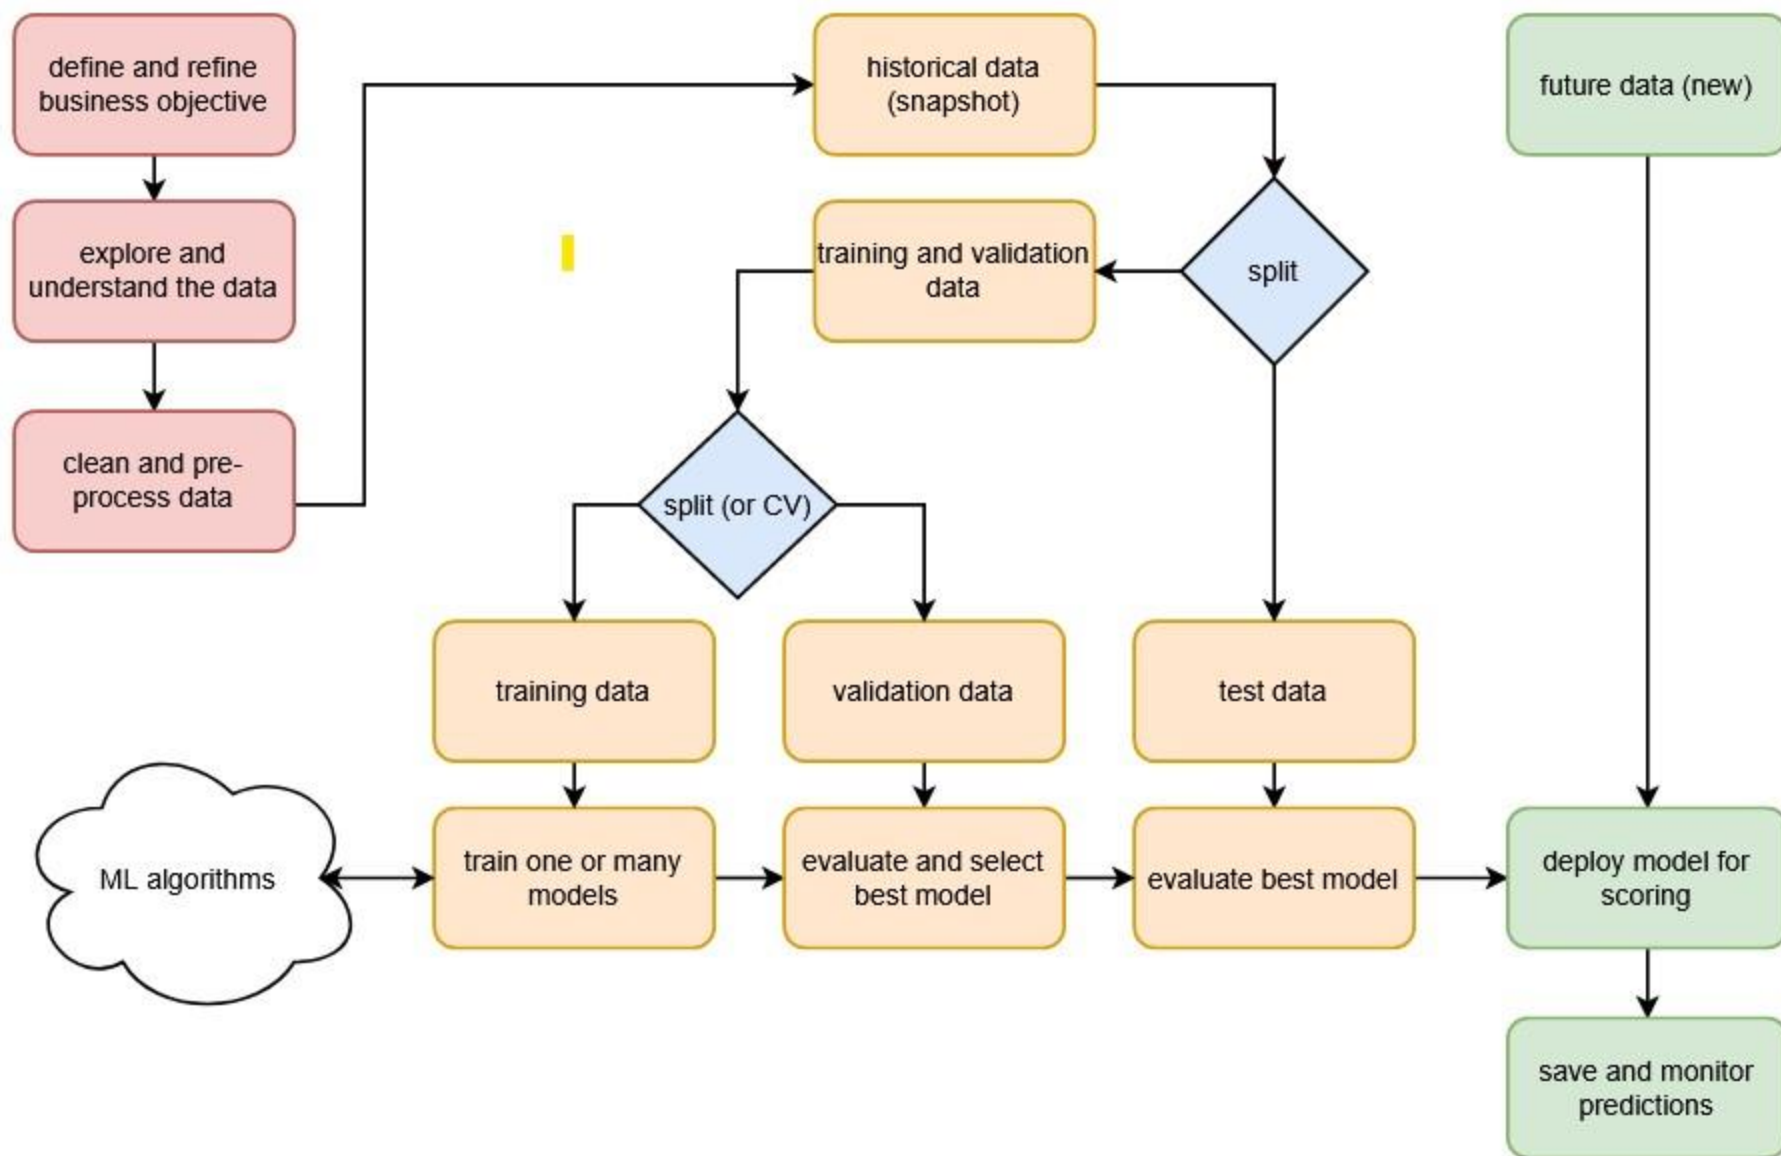 define and refine
business objective
historical data
(snapshot)
future data (new)
explore and
understand the data
training and validation
data
split
clean and pre-
process data
split (or CV)
training data
validation data
test data
ML algorithms
train one or many
models
evaluate and select
best model
evaluate best model
deploy model for
scoring
save and monitor
predictions